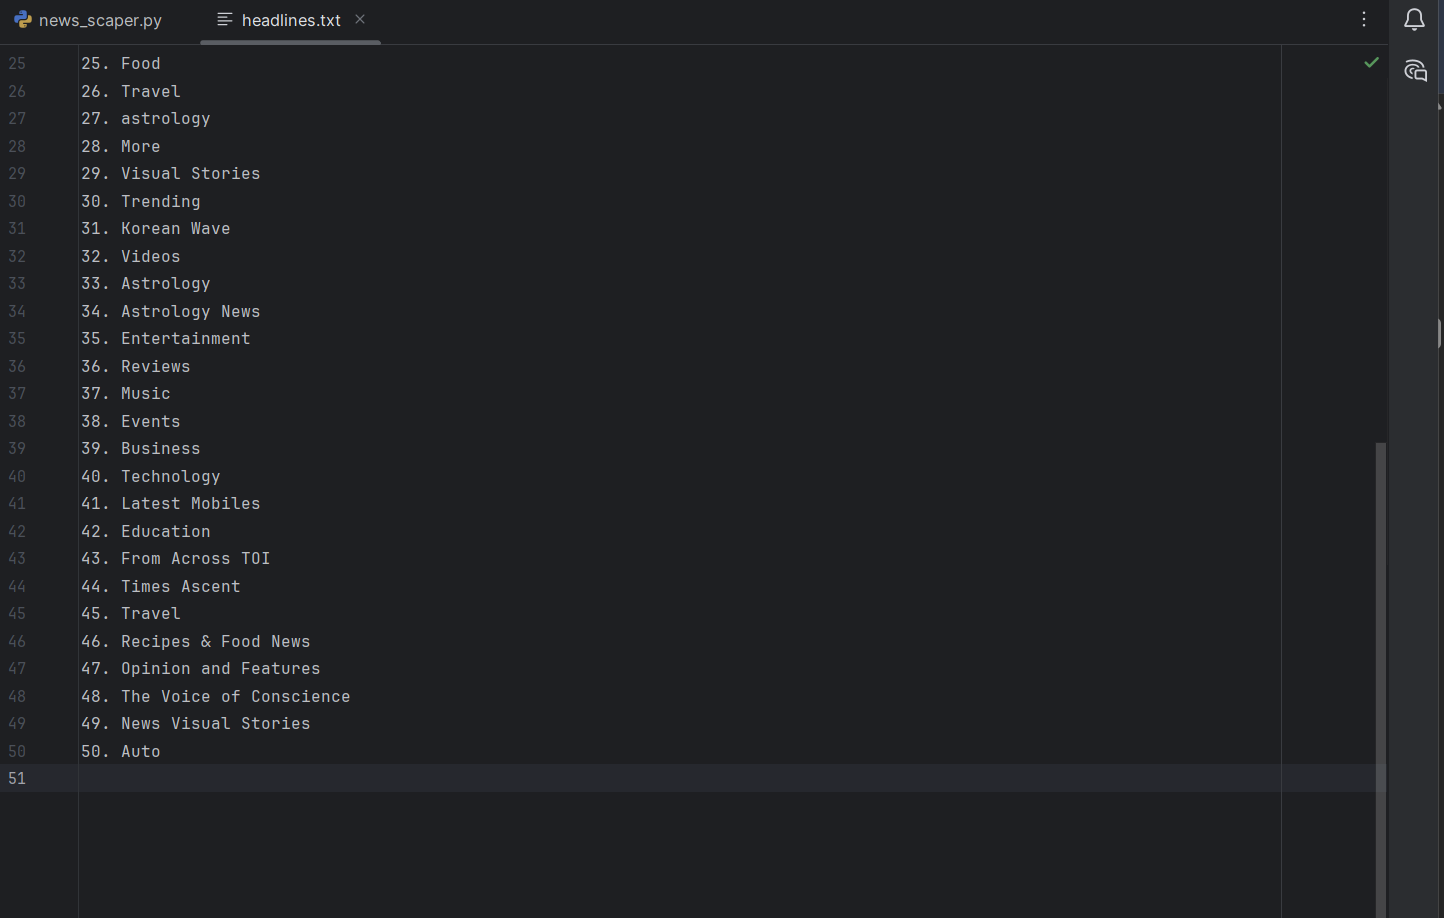 news_scaper.py
headlines.txt
25 25. Food
26 26. Travel
27 27. astrology
28 28. More
29 29. Visual Stories
30 30. Trending
31 31. Korean Wave
32 32. Videos
33 33. Astrology
34 34. Astrology News
35 35. Entertainment
36 36. Reviews
37 37. Music
38 38. Events
39 39. Business
40 40. Technology
41 41. Latest Mobiles
42 42. Education
43 43. From Across TOI
44 44. Times Ascent
45 45. Travel
46 46. Recipes & Food News
47 47. Opinion and Features
48 48. The Voice of Conscience
49 49. News Visual Stories
50 50. Auto
51